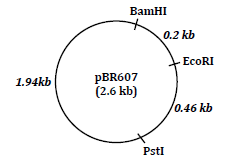 BamHI
0.2 kb
EcoRI
1.94kb
pBR607
(2.6 kb)
0.46 kb
PstI